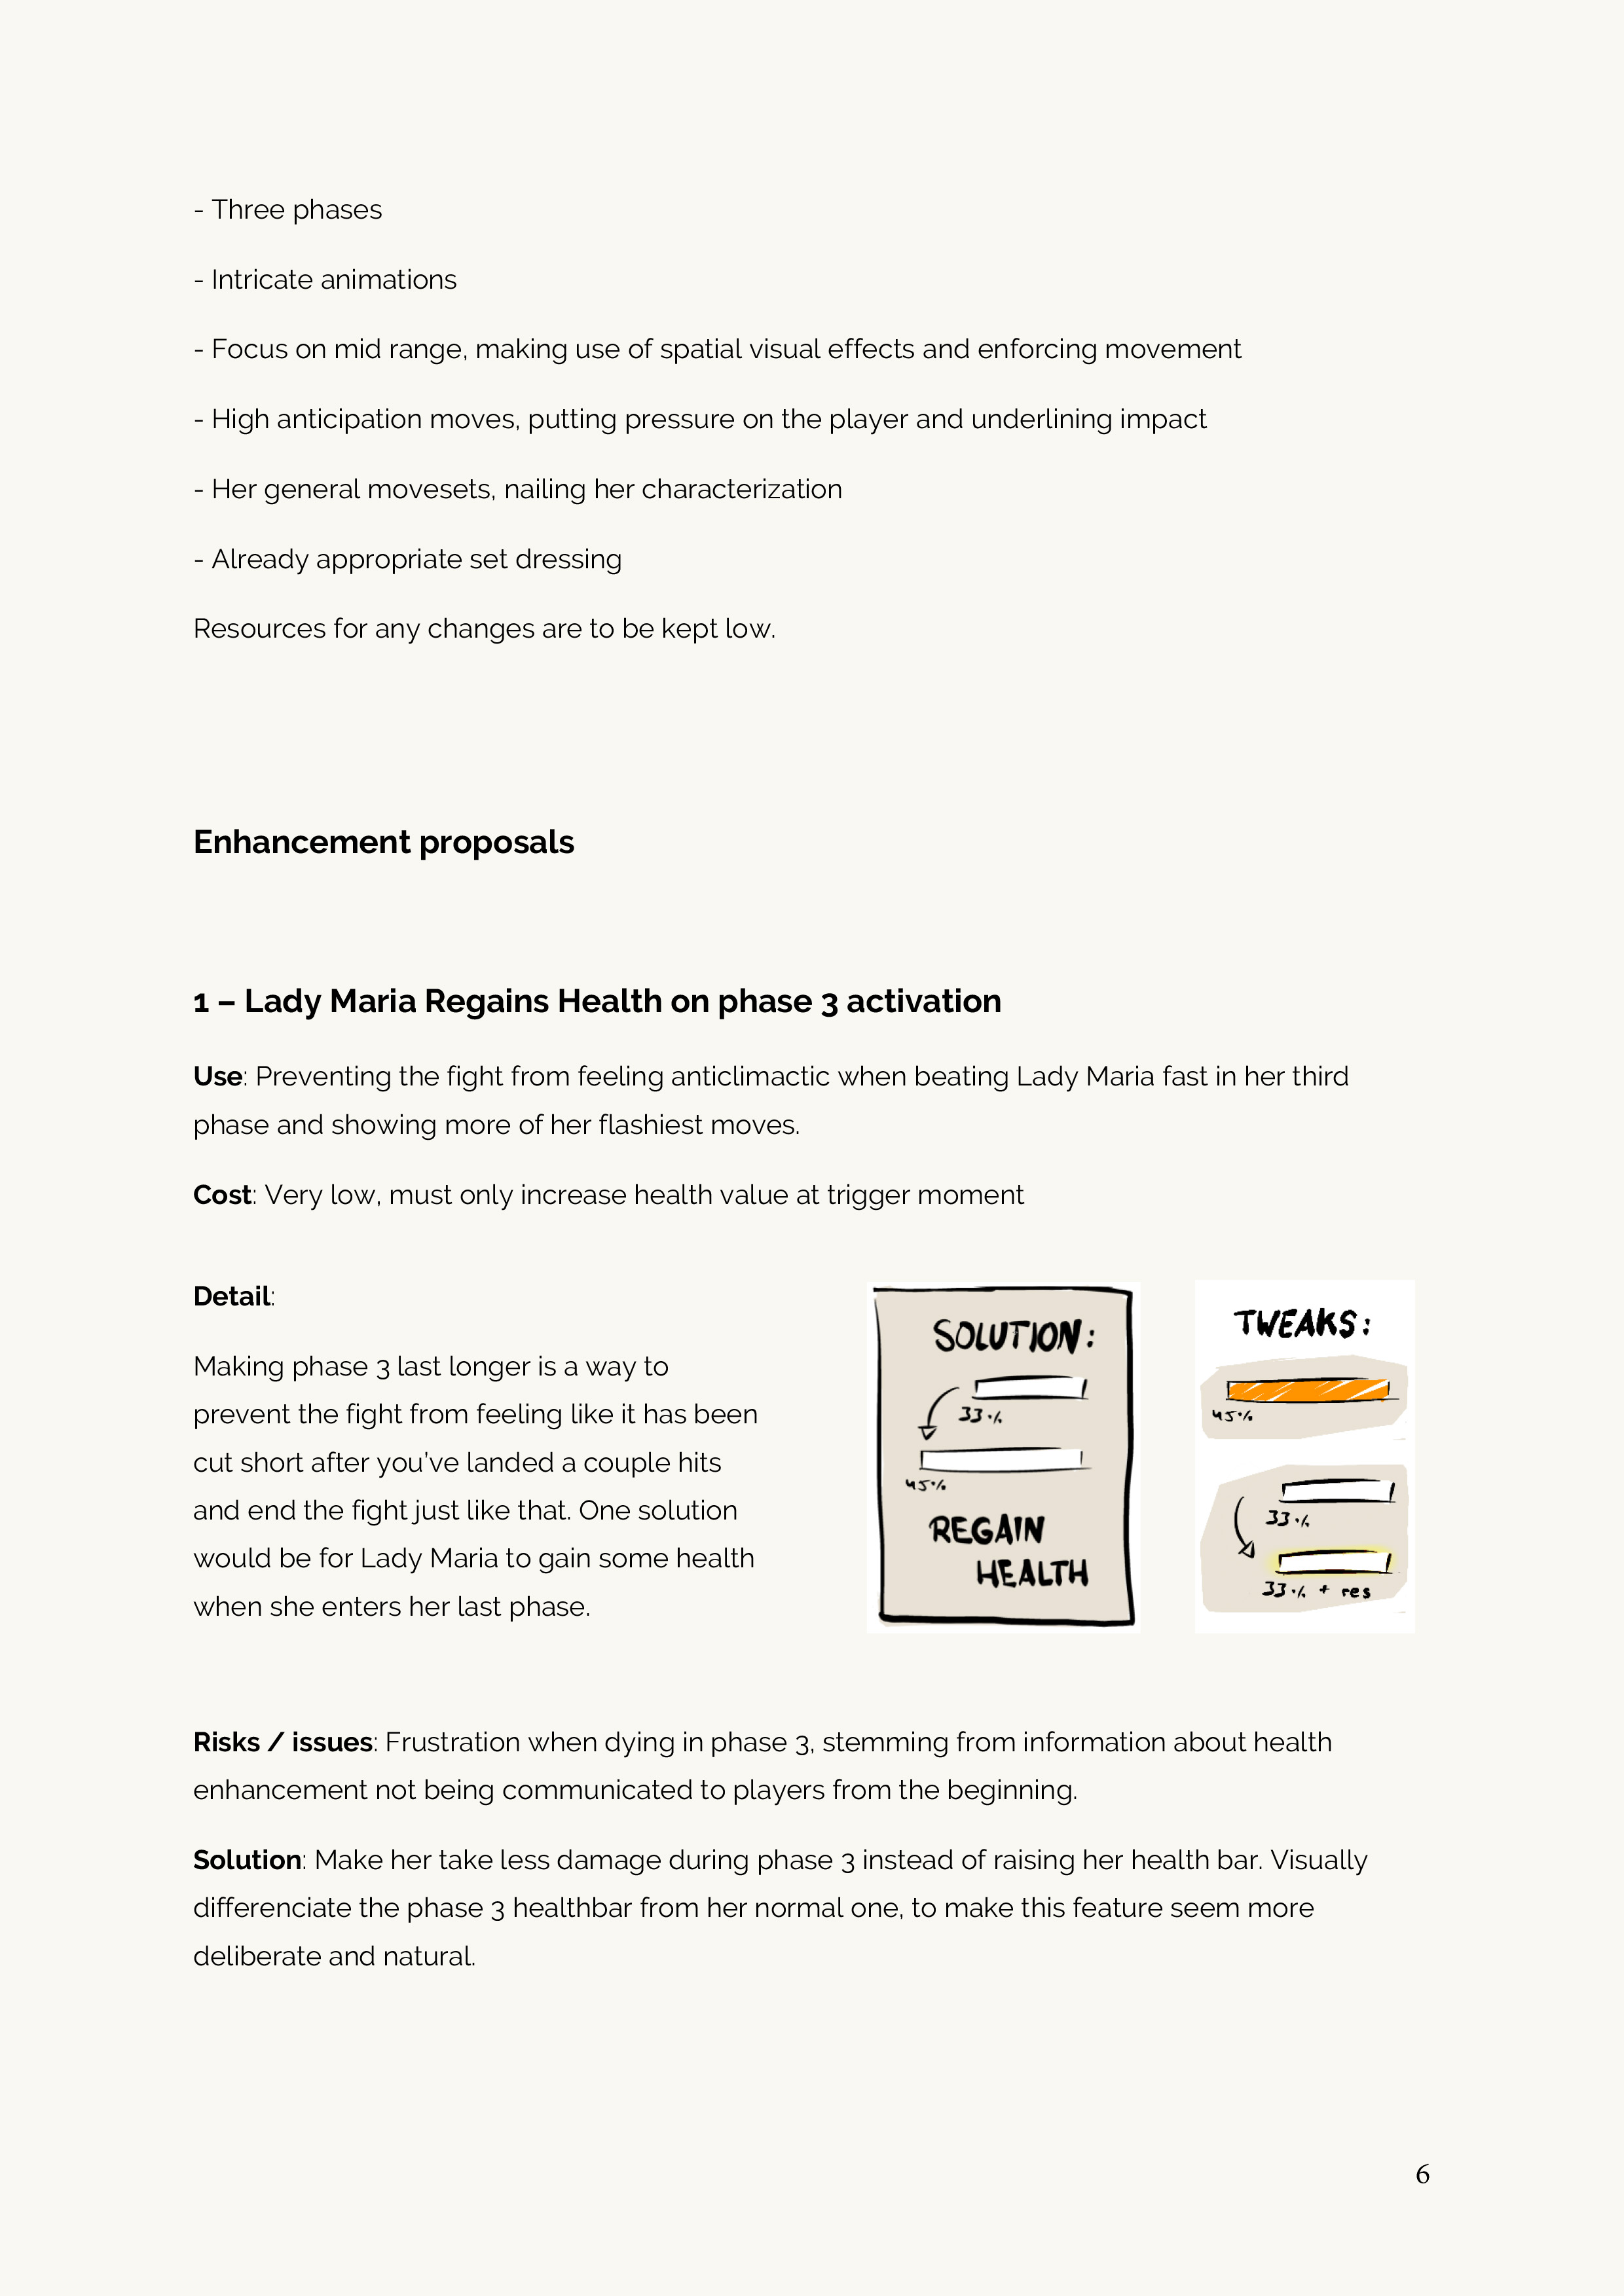 - Three phases
- Intricate animations
- Focus on mid range, making use of spatial visual effects and enforcing movement
- High anticipation moves, putting pressure on the player and underlining impact
- Her general movesets, nailing her characterization
- Already appropriate set dressing
Resources for any changes are to be kept low.
Enhancement proposals
1 – Lady Maria Regains Health on phase 3 activation
Use: Preventing the fight from feeling anticlimactic when beating Lady Maria fast in her third
phase and showing more of her flashiest moves.
Cost: Very low, must only increase health value at trigger moment
Detail:
Making phase 3 last longer is a way to
prevent the fight from feeling like it has been
cut short after you’ve landed a couple hits
and end the fight just like that. One solution
would be for Lady Maria to gain some health
when she enters her last phase.
SOLUTION:
33%
45%
REGAIN
HEALTH
TWEAKS:
45%
33%
33% + res
Risks / issues: Frustration when dying in phase 3, stemming from information about health
enhancement not being communicated to players from the beginning.
Solution: Make her take less damage during phase 3 instead of raising her health bar. Visually
differenciate the phase 3 healthbar from her normal one, to make this feature seem more
deliberate and natural.
6